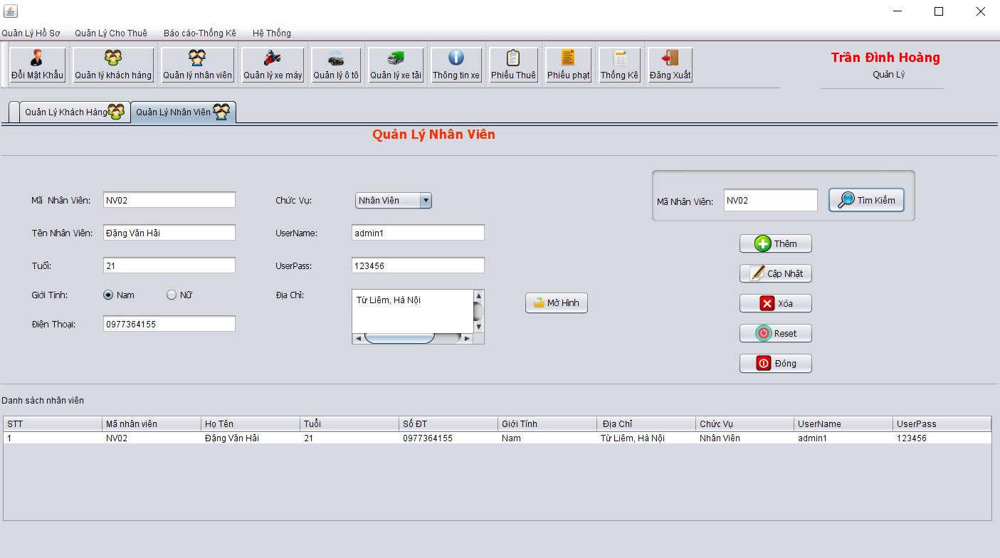 Quản Lý Hồ Sơ Quản Lý Cho Thuê Báo cáo-Thống Kê Hệ Thống
Đổi Mật Khẩu Quản lý khách hàng Quản lý nhân viên Quản lý xe máy Quản lý ô tô Quản lý xe tải Thông tin xe Phiếu Thuê Phiếu phạt Thống Kê Đăng Xuất
Trần Đình Hoàng
Quản Lý
Quản Lý Khách Hàng Quản Lý Nhân Viên
Quản Lý Nhân Viên
Mã Nhân Viên: NV02 Chức Vụ: Nhân Viên
Mã Nhân Viên: NV02 Tìm Kiếm
Tên Nhân Viên: Đặng Văn Hải UserName: admin1
Thêm
Tuổi: 21 UserPass: 123456
Cập Nhật
Giới Tính: Nam Nữ Địa Chỉ: Từ Liêm, Hà Nội
Mở Hình
Xóa
Điện Thoại: 0977364155
Reset
Đóng
Danh sách nhân viên
STT Mã nhân viên Họ Tên Tuổi Số ĐT Giới Tính Địa Chỉ Chức Vụ UserName UserPass
1 NV02 Đặng Văn Hải 21 0977364155 Nam Từ Liêm, Hà Nội Nhân Viên admin1 123456